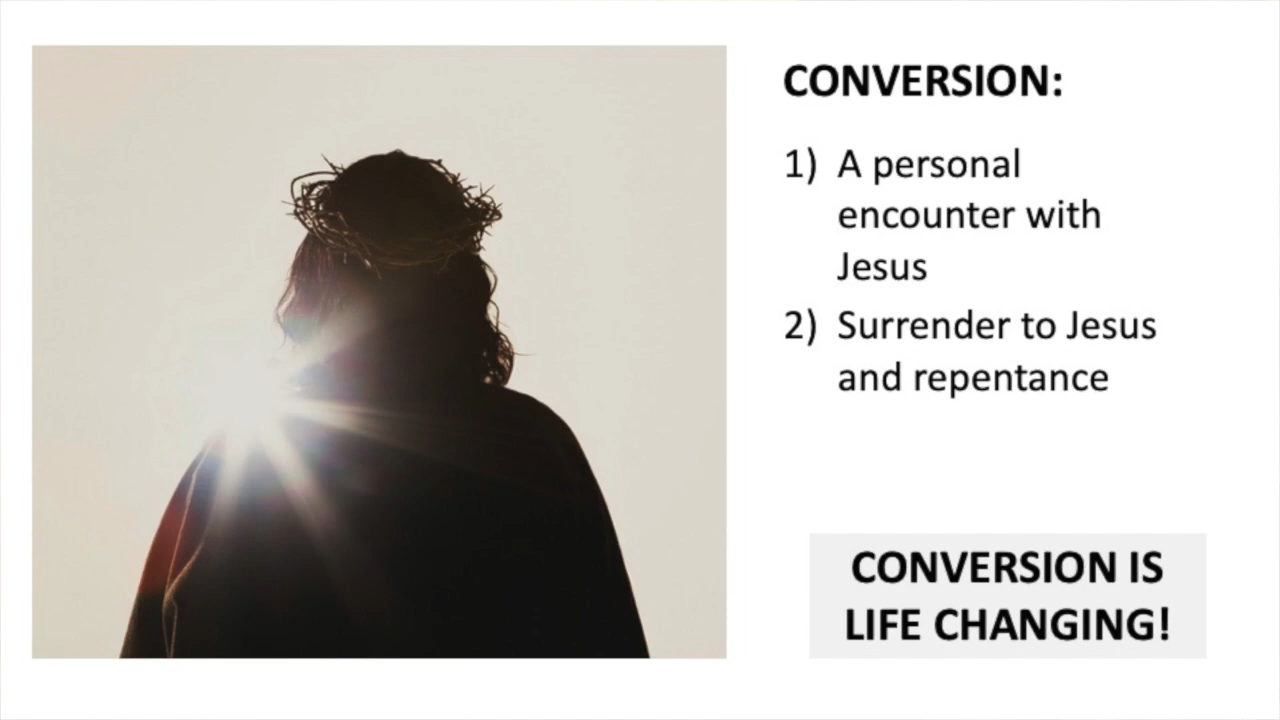 CONVERSION:
1) A personal
encounter with
Jesus
2) Surrender to Jesus
and repentance
CONVERSION IS
LIFE CHANGING!